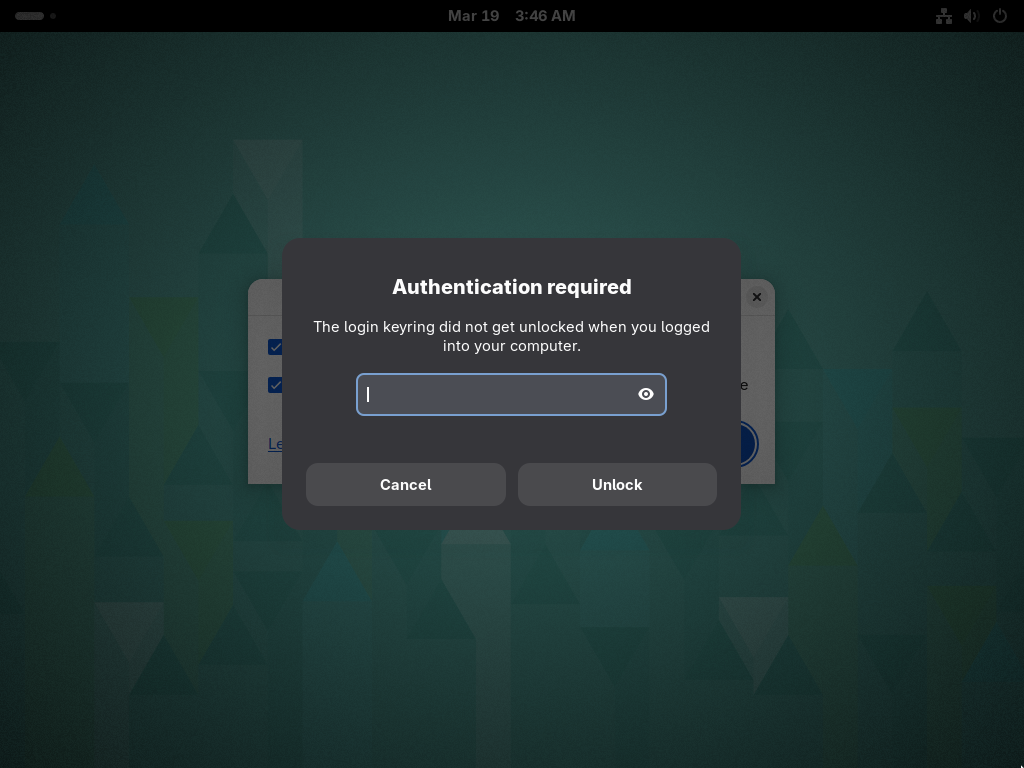 Mar 19 3:46 AM
Authentication required
The login keyring did not get unlocked when you logged
into your computer.
e
Le
Cancel
Unlock